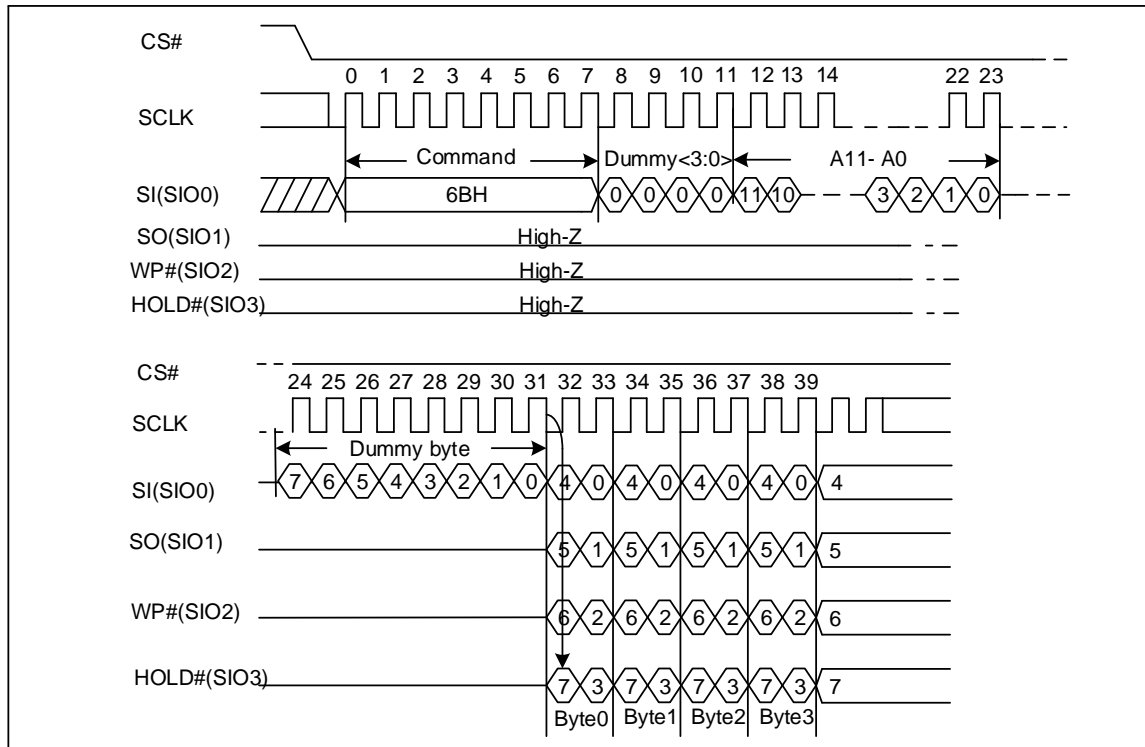 CS#
0 1 2 3 4 5 6 7 8 9 10 11 12 13 14 22 23
SCLK
Command Dummy<3:0> A11- A0
SI(SIO0) 6BH 0 0 0 0 11 10 3 2 1 0
SO(SIO1) High-Z
WP#(SIO2) High-Z
HOLD#(SIO3) High-Z
CS#
24 25 26 27 28 29 30 31 32 33 34 35 36 37 38 39
SCLK
Dummy byte
SI(SIO0) 7 6 5 4 3 2 1 0 4 0 4 0 4 0 4 0 4
SO(SIO1) 5 1 5 1 5 1 5 1 5
WP#(SIO2) 6 2 6 2 6 2 6 2 6
HOLD#(SIO3) 7 3 7 3 7 3 7 3 7
Byte0 Byte1 Byte2 Byte3